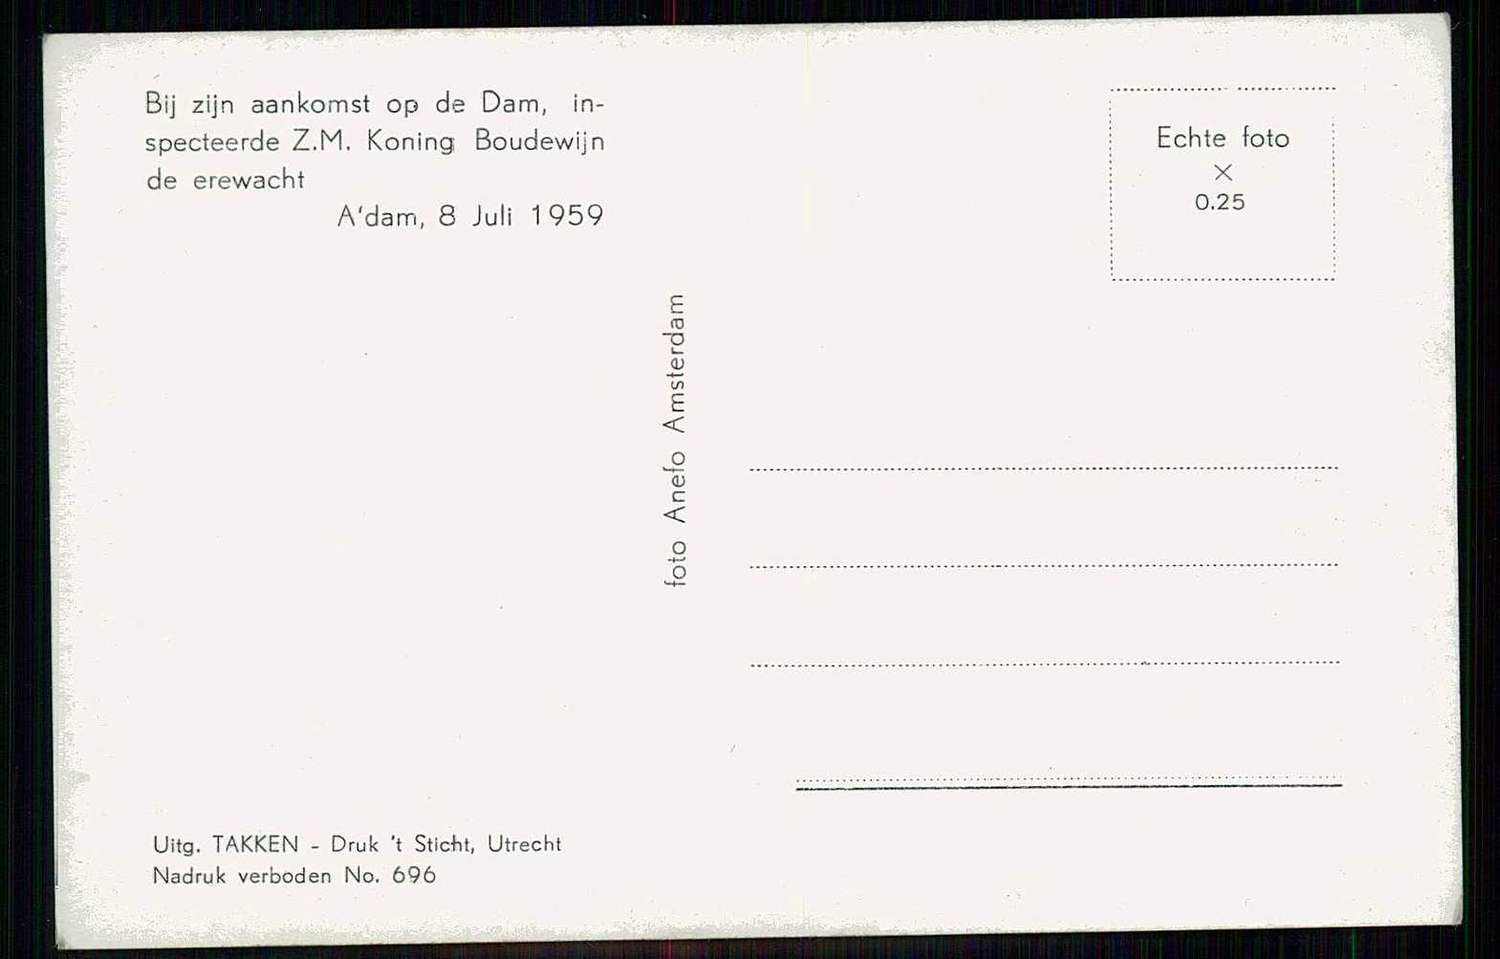 Bij zijn aankomst op de Dam, in-
specteerde Z.M. Koning Boudewijn
de erewacht
A'dam, 8 Juli 1959
Echte foto
×
0.25
foto Anefo Amsterdam
Uitg. TAKKEN - Druk 't Sticht, Utrecht
Nadruk verboden No. 696